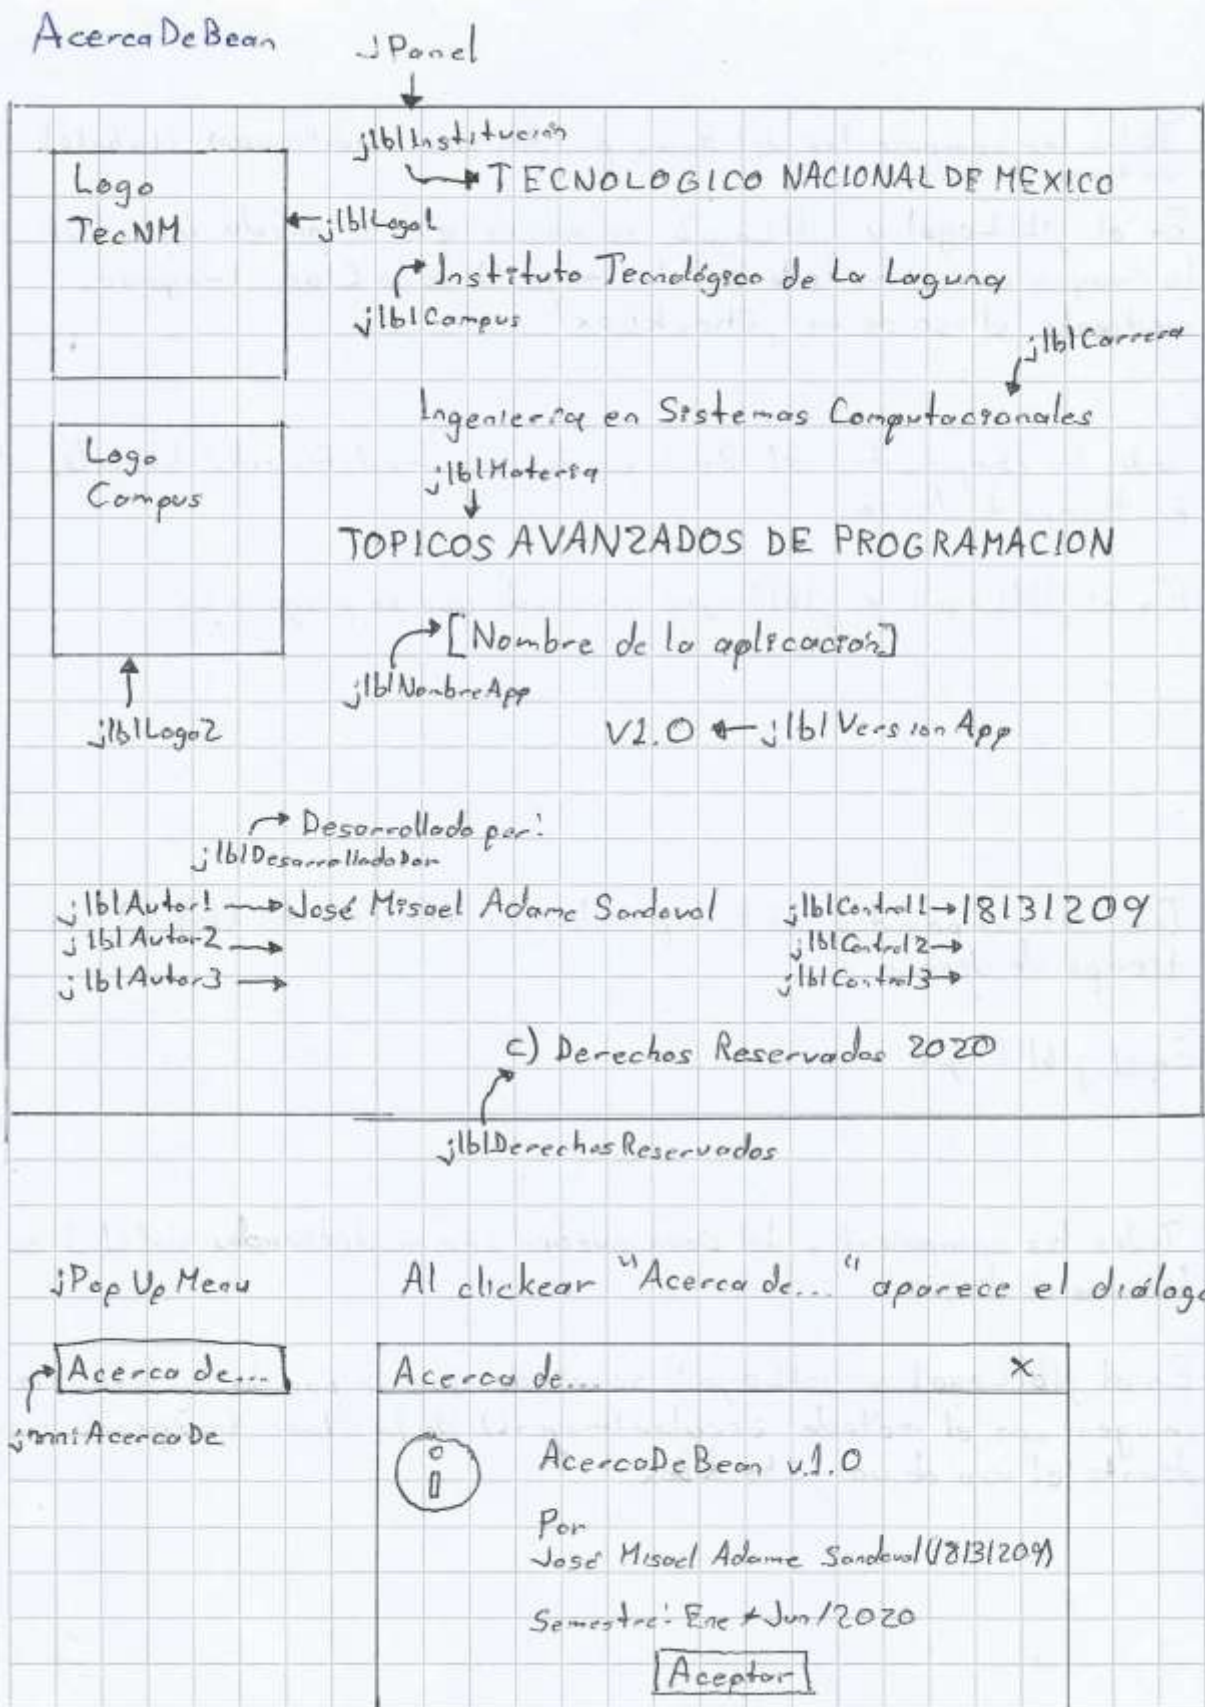 AcercaDeBean
jPanel
jlblInstitución
TECNOLOGICO NACIONAL DE MEXICO
Logo
TecNM
jlblLogo1
Instituto Tecnológico de La Laguna
jlblCampus
jlblCarrera
Ingeniería en Sistemas Computacionales
Logo
Campus
jlblMateria
TOPICOS AVANZADOS DE PROGRAMACION
[Nombre de la aplicación]
jlblNombreApp
jlblLogo2
V1.0
jlblVersionApp
Desarrollado por:
jlblDesarrolladoPor
jlblAutor1 José Misael Adame Sandoval jlblControl1 18131209
jlblAutor2 jlblControl2
jlblAutor3 jlblControl3
c) Derechos Reservados 2020
jlblDerechosReservados
jPopUpMenu
Al clickear "Acerca de..." aparece el diálogo
Acerca de...
jmniAcercaDe
Acerca de... X
i
AcercaDeBean v.1.0
Por
José Misael Adame Sandoval (18131209)
Semestre: Ene-Jun/2020
Aceptar